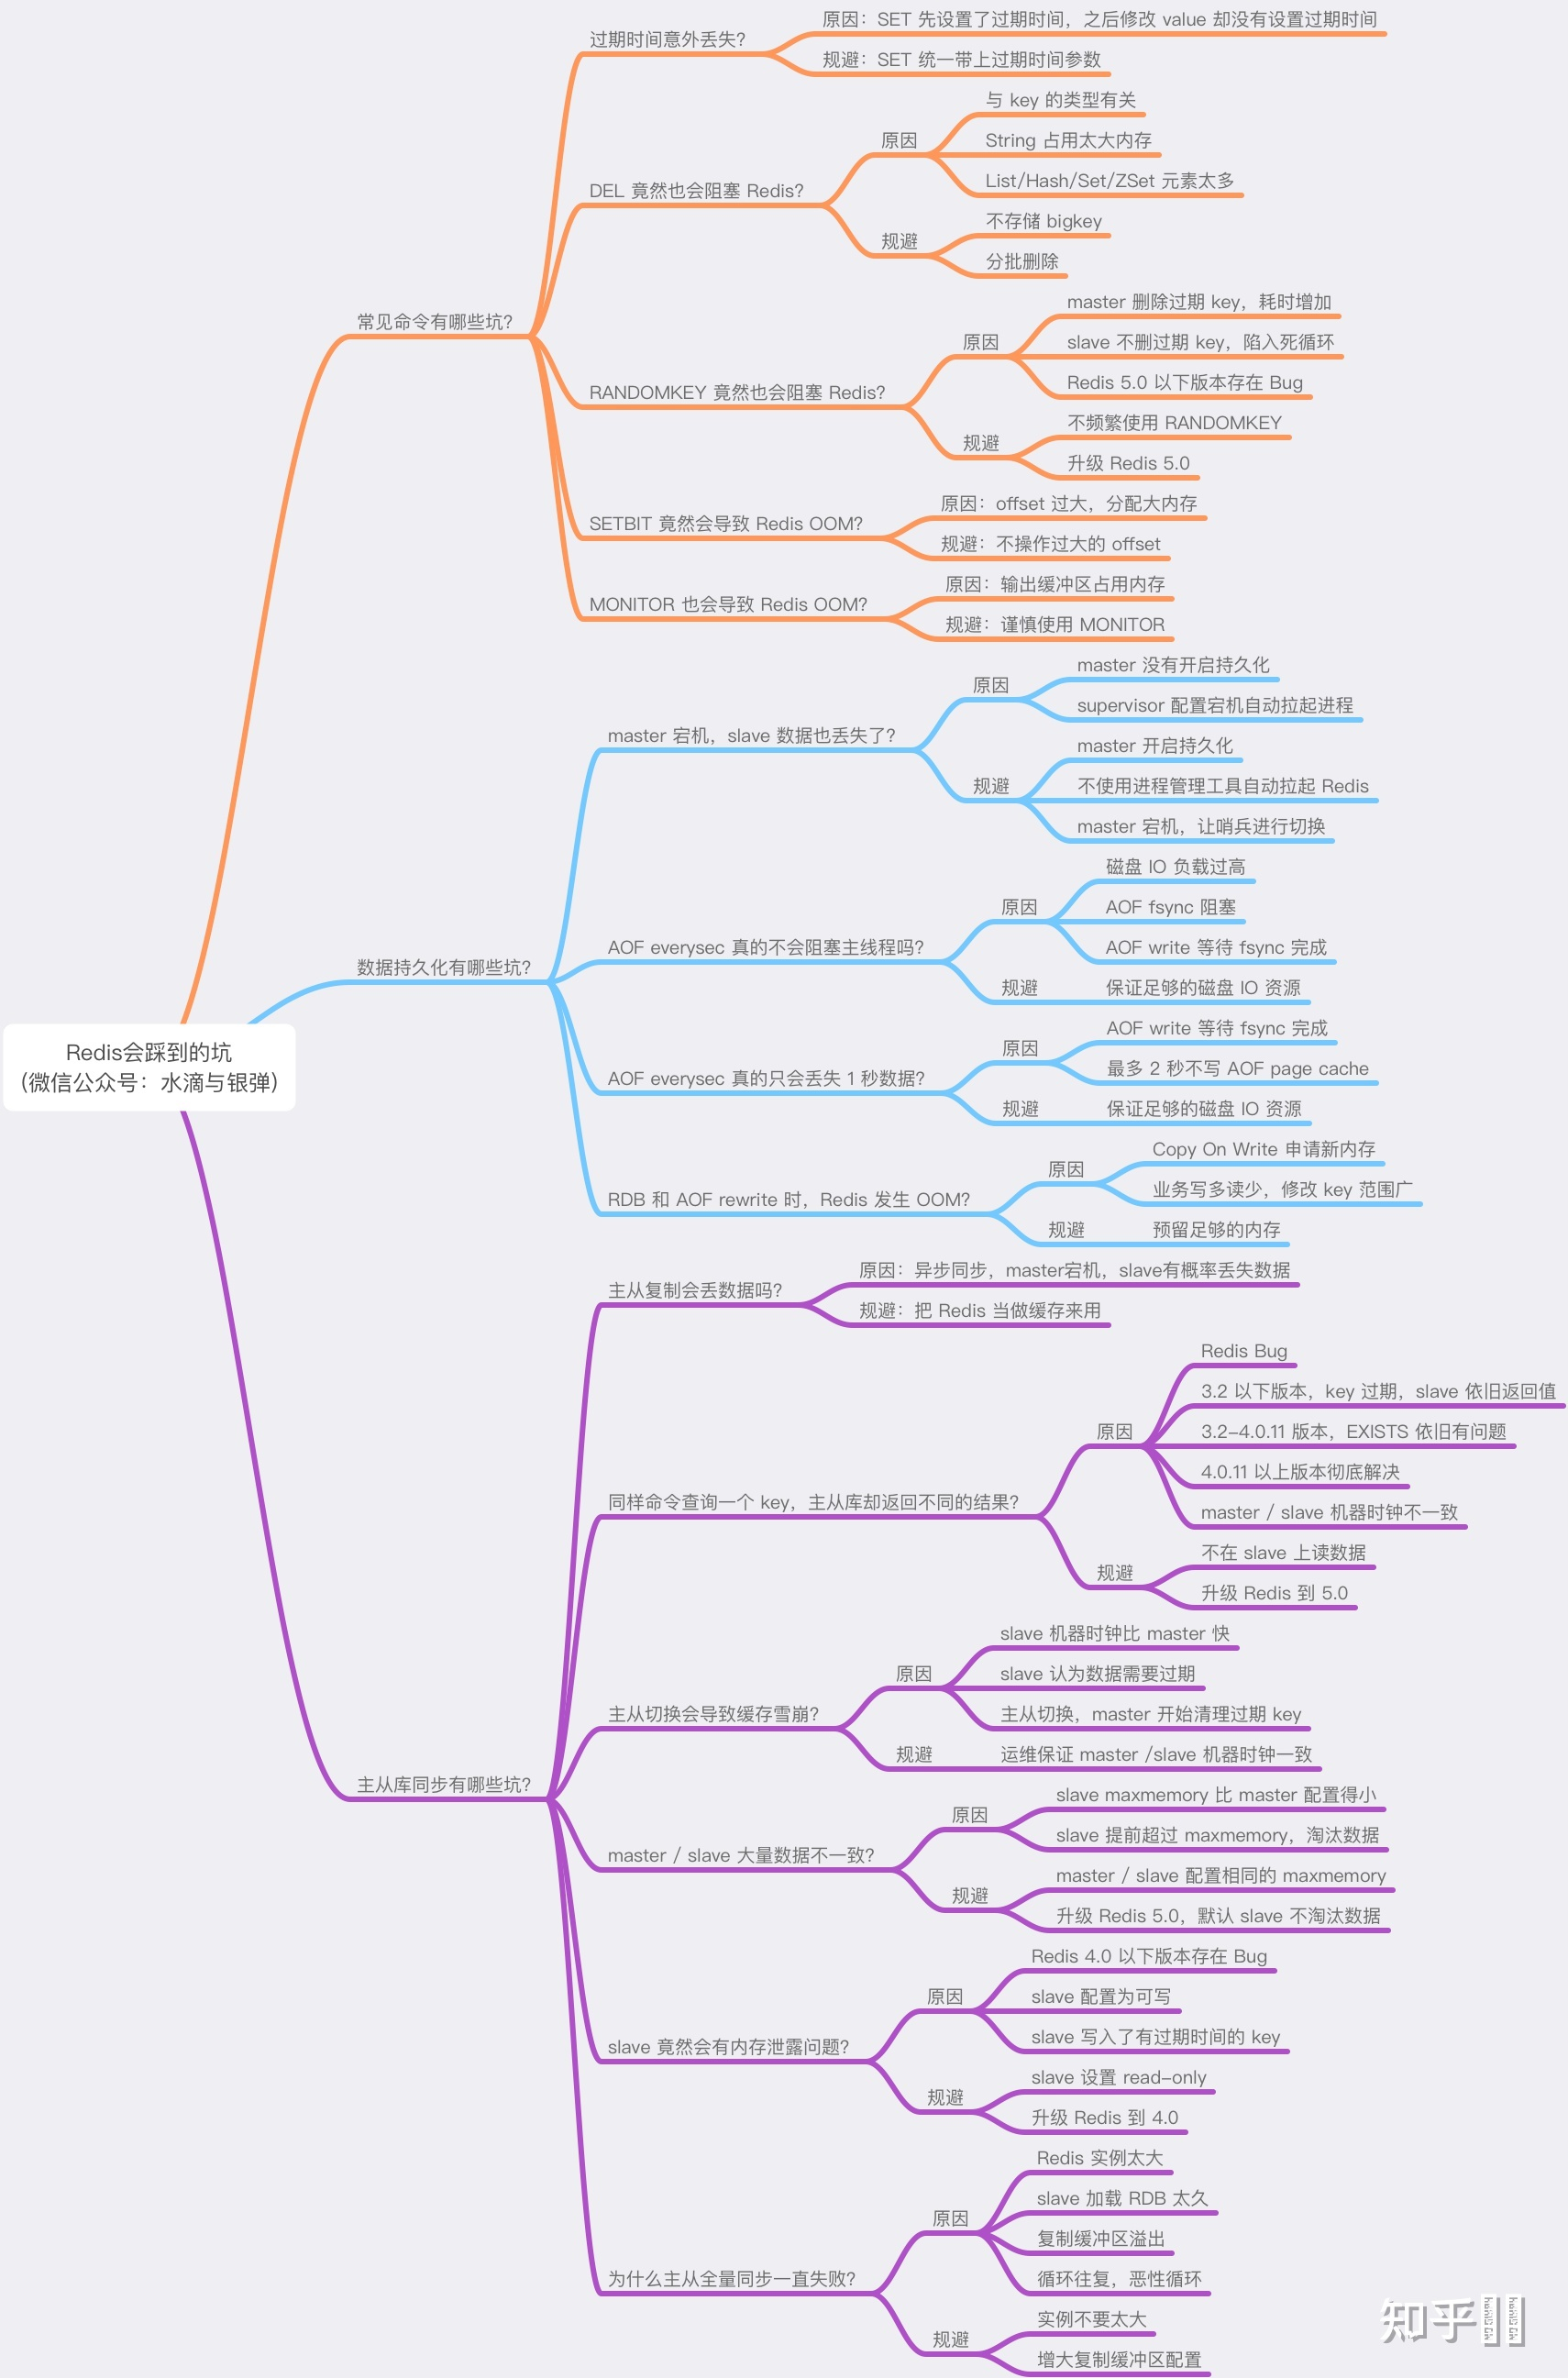 Redis会踩到的坑
(微信公众号：水滴与银弹)
常见命令有哪些坑？
过期时间意外丢失？
原因：SET 先设置了过期时间，之后修改 value 却没有设置过期时间
规避：SET 统一带上过期时间参数
DEL 竟然也会阻塞 Redis？
原因
与 key 的类型有关
String 占用太大内存
List/Hash/Set/ZSet 元素太多
规避
不存储 bigkey
分批删除
RANDOMKEY 竟然也会阻塞 Redis？
原因
master 删除过期 key，耗时增加
slave 不删过期 key，陷入死循环
Redis 5.0 以下版本存在 Bug
规避
不频繁使用 RANDOMKEY
升级 Redis 5.0
SETBIT 竟然会导致 Redis OOM？
原因：offset 过大，分配大内存
规避：不操作过大的 offset
MONITOR 也会导致 Redis OOM？
原因：输出缓冲区占用内存
规避：谨慎使用 MONITOR
数据持久化有哪些坑？
master 宕机，slave 数据也丢失了？
原因
master 没有开启持久化
supervisor 配置宕机自动拉起进程
规避
master 开启持久化
不使用进程管理工具自动拉起 Redis
master 宕机，让哨兵进行切换
AOF everysec 真的不会阻塞主线程吗？
原因
磁盘 IO 负载过高
AOF fsync 阻塞
AOF write 等待 fsync 完成
规避
保证足够的磁盘 IO 资源
AOF everysec 真的只会丢失 1 秒数据？
原因
AOF write 等待 fsync 完成
最多 2 秒不写 AOF page cache
规避
保证足够的磁盘 IO 资源
RDB 和 AOF rewrite 时，Redis 发生 OOM？
原因
Copy On Write 申请新内存
业务写多读少，修改 key 范围广
规避
预留足够的内存
主从库同步有哪些坑？
主从复制会丢数据吗？
原因：异步同步，master宕机，slave有概率丢失数据
规避：把 Redis 当做缓存来用
同样命令查询一个 key，主从库却返回不同的结果？
原因
Redis Bug
3.2 以下版本，key 过期，slave 依旧返回值
3.2-4.0.11 版本，EXISTS 依旧有问题
4.0.11 以上版本彻底解决
master / slave 机器时钟不一致
规避
不在 slave 上读数据
升级 Redis 到 5.0
主从切换会导致缓存雪崩？
原因
slave 机器时钟比 master 快
slave 认为数据需要过期
主从切换，master 开始清理过期 key
规避
运维保证 master /slave 机器时钟一致
master / slave 大量数据不一致？
原因
slave maxmemory 比 master 配置得小
slave 提前超过 maxmemory，淘汰数据
规避
master / slave 配置相同的 maxmemory
升级 Redis 5.0，默认 slave 不淘汰数据
slave 竟然会有内存泄露问题？
原因
Redis 4.0 以下版本存在 Bug
slave 配置为可写
slave 写入了有过期时间的 key
规避
slave 设置 read-only
升级 Redis 到 4.0
为什么主从全量同步一直失败？
原因
Redis 实例太大
slave 加载 RDB 太久
复制缓冲区溢出
循环往复，恶性循环
规避
实例不要太大
增大复制缓冲区配置
知乎